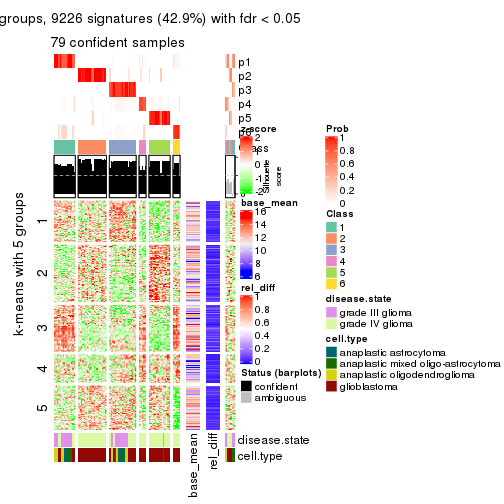 groups, 9226 signatures (42.9%) with fdr < 0.05
79 confident samples
p1
p2
p3
p4
p5
p6
Class
Silhouette
score
k-means with 5 groups
1
2
3
4
5
z-score
2
1
0
-1
-2
base_mean
16
14
12
10
8
6
rel_diff
1
0.8
0.6
0.4
0.2
0
Status (barplots)
confident
ambiguous
Prob
1
0.8
0.6
0.4
0.2
0
Class
1
2
3
4
5
6
disease.state
grade III glioma
grade IV glioma
cell.type
anaplastic astrocytoma
anaplastic mixed oligo-astrocytoma
anaplastic oligodendroglioma
glioblastoma
disease.state
cell.type
base_mean
rel_diff